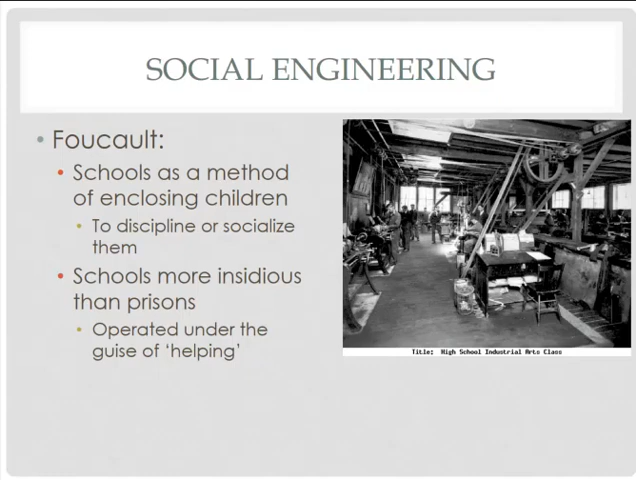 SOCIAL ENGINEERING
• Foucault:
• Schools as a method
of enclosing children
• To discipline or socialize
them
• Schools more insidious
than prisons
• Operated under the
guise of ‘helping’
Title: High School Industrial Arts Class